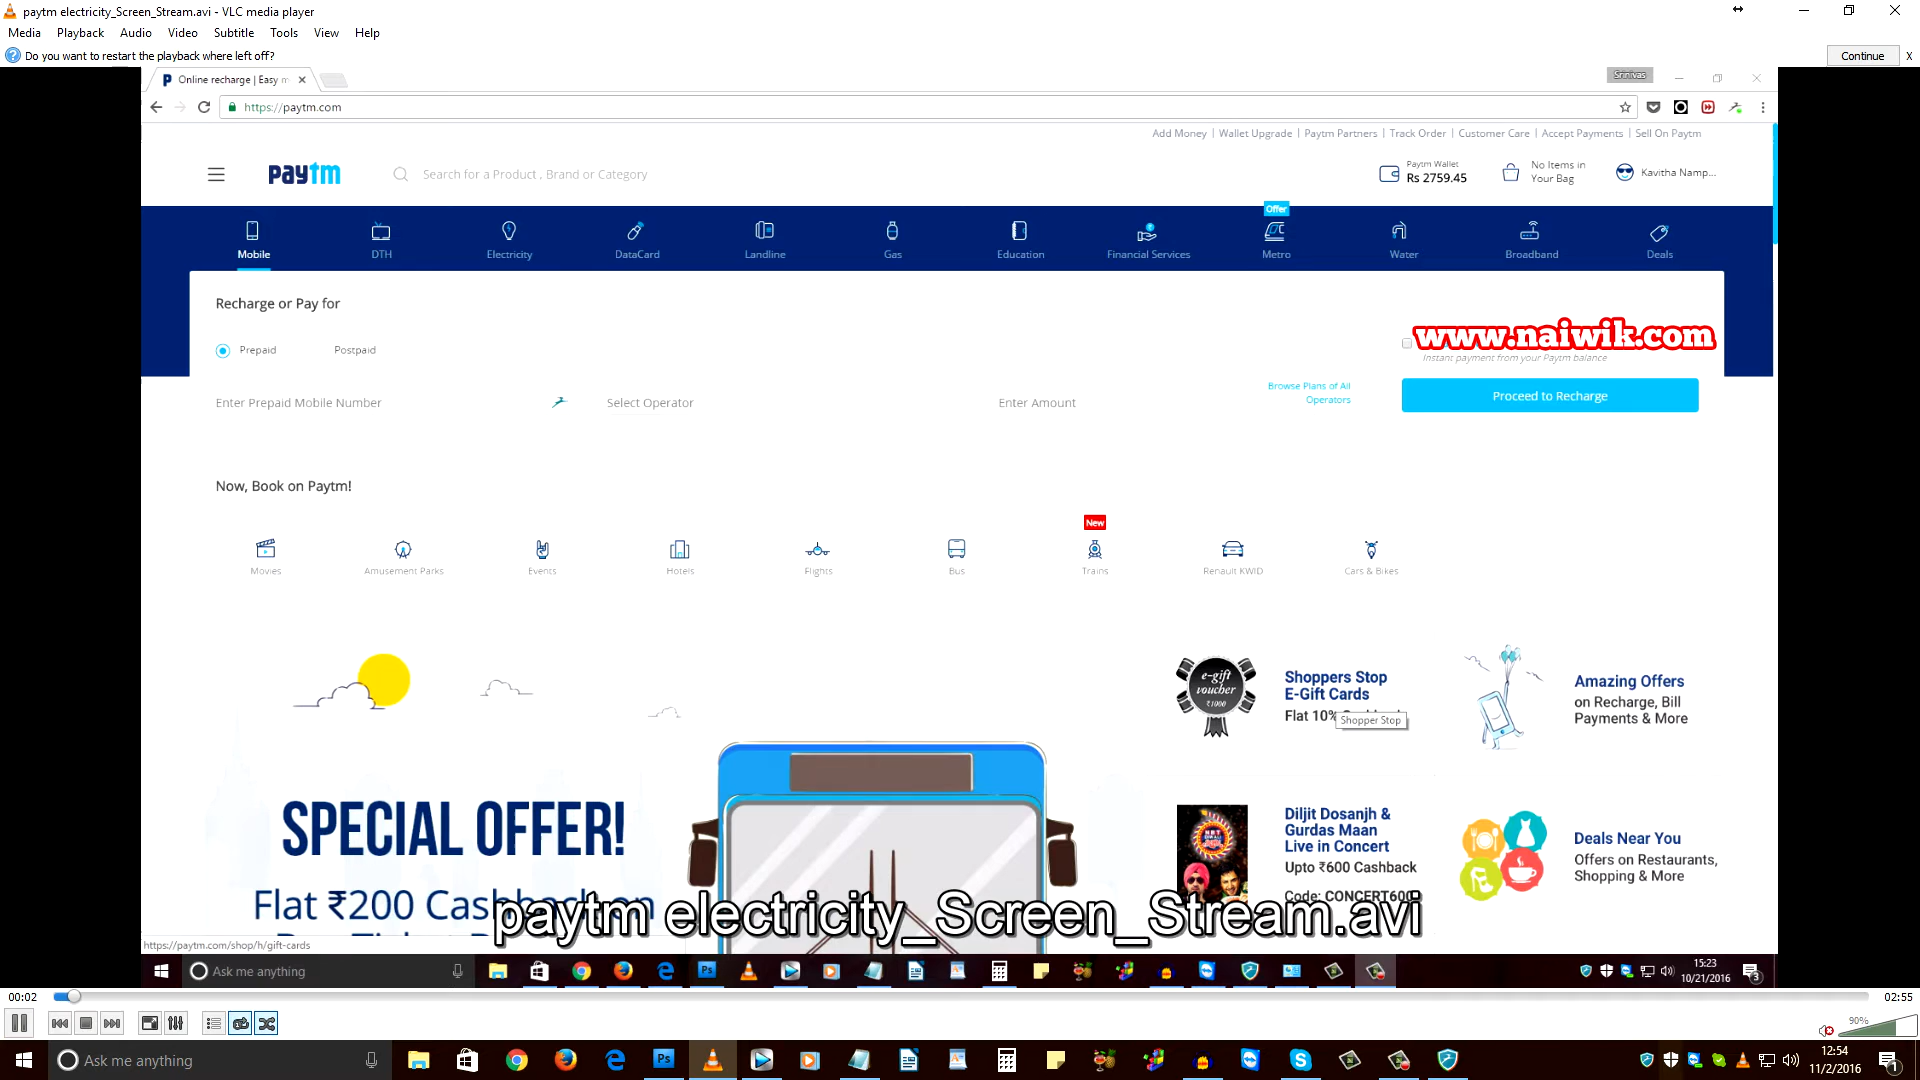 paytm electricity_Screen_Stream.avi - VLC media player
Media Playback Audio Video Subtitle Tools View Help
Do you want to restart the playback where left off? Continue X
Online recharge | Easy m Srinivas
https://paytm.com
Add Money | Wallet Upgrade | Paytm Partners | Track Order | Customer Care | Accept Payments | Sell On Paytm
paytm
Search for a Product , Brand or Category
Paytm Wallet
Rs 2759.45
No Items in
Your Bag
Kavitha Namp...
Offer
Mobile DTH Electricity DataCard Landline Gas Education Financial Services Metro Water Broadband Deals
Recharge or Pay for
www.naiwik.com
Prepaid Postpaid
Instant payment from your Paytm balance
Enter Prepaid Mobile Number Select Operator Enter Amount
Browse Plans of All
Operators
Proceed to Recharge
Now, Book on Paytm!
New
Movies Amusement Parks Events Hotels Flights Bus Trains Renault KWID Cars & Bikes
e-gift
voucher
₹1000
Shoppers Stop
E-Gift Cards
Flat 10%
Shopper Stop
Amazing Offers
on Recharge, Bill
Payments & More
SPECIAL OFFER!
Flat ₹200 Cashback on
Diljit Dosanjh &
Gurdas Maan
Live in Concert
Upto ₹600 Cashback
Code: CONCERT600
Deals Near You
Offers on Restaurants,
Shopping & More
paytm electricity_Screen_Stream.avi
https://paytm.com/shop/h/gift-cards
Ask me anything
Ps
15:23
10/21/2016
3
00:02
02:55
90%
Ask me anything
Ps
12:54
11/2/2016
1